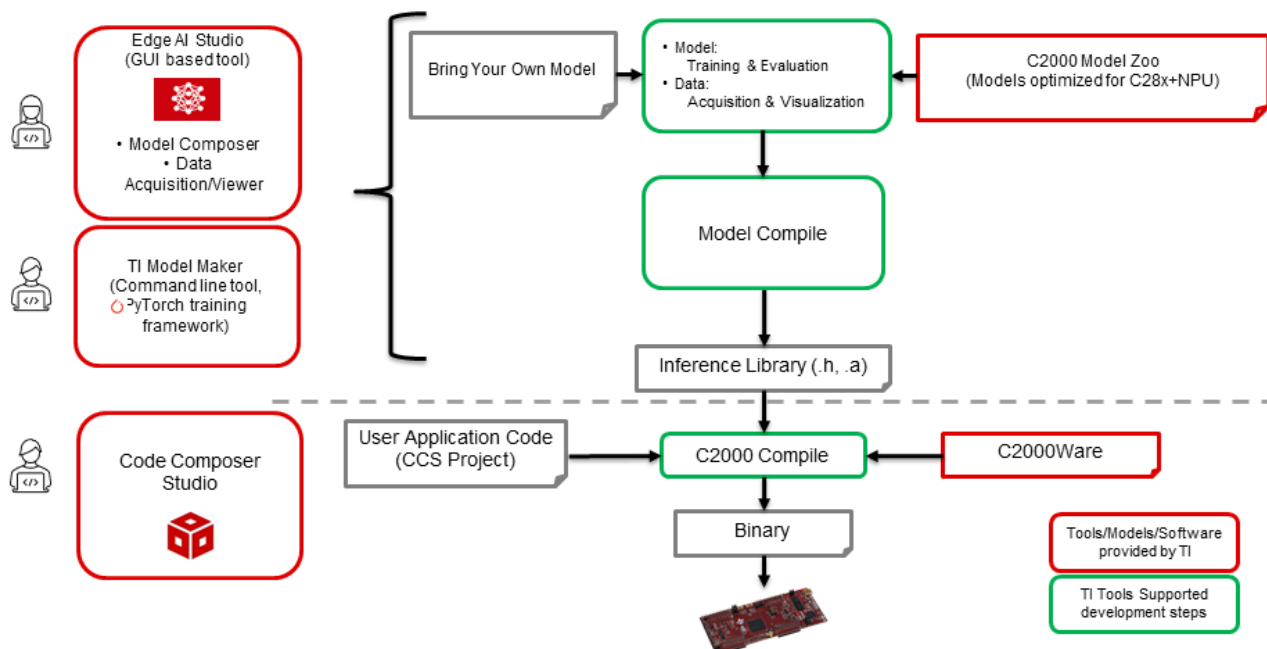 Edge AI Studio
(GUI based tool)
• Model Composer
• Data
Acquisition/Viewer
TI Model Maker
(Command line tool,
PyTorch training
framework)
Code Composer
Studio
Bring Your Own Model
• Model:
Training & Evaluation
• Data:
Acquisition & Visualization
C2000 Model Zoo
(Models optimized for C28x+NPU)
Model Compile
Inference Library (.h, .a)
User Application Code
(CCS Project)
C2000 Compile
C2000Ware
Binary
Tools/Models/Software
provided by TI
TI Tools Supported
development steps